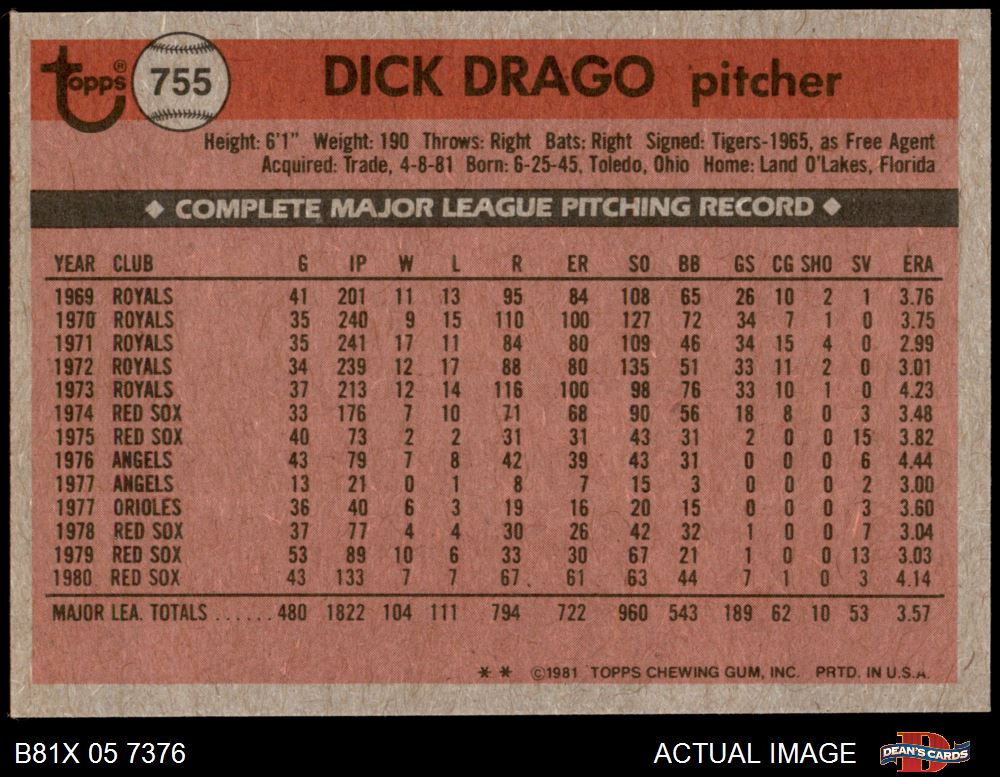 Topps® 755 DICK DRAGO pitcher
Height: 6'1" Weight: 190 Throws: Right Bats: Right Signed: Tigers-1965, as Free Agent
Acquired: Trade, 4-8-81 Born: 6-25-45, Toledo, Ohio Home: Land O'Lakes, Florida
◆ COMPLETE MAJOR LEAGUE PITCHING RECORD ◆
YEAR CLUB G IP W L R ER SO BB GS CG SHO SV ERA
1969 ROYALS 41 201 11 13 95 84 108 65 26 10 2 1 3.76
1970 ROYALS 35 240 9 15 110 100 127 72 34 7 1 0 3.75
1971 ROYALS 35 241 17 11 84 80 109 46 34 15 4 0 2.99
1972 ROYALS 34 239 12 17 88 80 135 51 33 11 2 0 3.01
1973 ROYALS 37 213 12 14 116 100 98 76 33 10 1 0 4.23
1974 RED SOX 33 176 7 10 71 68 90 56 18 8 0 3 3.48
1975 RED SOX 40 73 2 2 31 31 43 31 2 0 0 15 3.82
1976 ANGELS 43 79 7 8 42 39 43 31 0 0 0 6 4.44
1977 ANGELS 13 21 0 1 8 7 15 3 0 0 0 2 3.00
1977 ORIOLES 36 40 6 3 19 16 20 15 0 0 0 3 3.60
1978 RED SOX 37 77 4 4 30 26 42 32 1 0 0 7 3.04
1979 RED SOX 53 89 10 6 33 30 67 21 1 0 0 13 3.03
1980 RED SOX 43 133 7 7 67 61 63 44 7 1 0 3 4.14
MAJOR LEA. TOTALS ...... 480 1822 104 111 794 722 960 543 189 62 10 53 3.57
* * ©1981 TOPPS CHEWING GUM, INC. PRTD. IN U.S.A.
B81X 05 7376 ACTUAL IMAGE DEAN'S CARDS